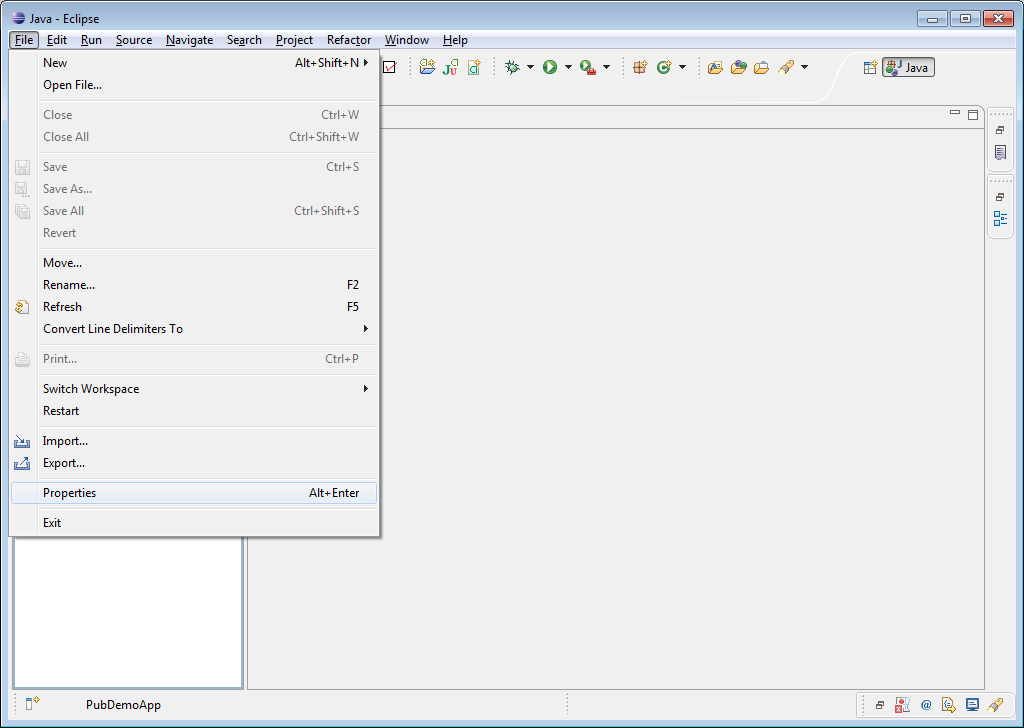 Java - Eclipse
File Edit Run Source Navigate Search Project Refactor Window Help
New Alt+Shift+N
Open File...
Close Ctrl+W
Close All Ctrl+Shift+W
Save Ctrl+S
Save As...
Save All Ctrl+Shift+S
Revert
Move...
Rename... F2
Refresh F5
Convert Line Delimiters To
Print... Ctrl+P
Switch Workspace
Restart
Import...
Export...
Properties Alt+Enter
Exit
Java
PubDemoApp